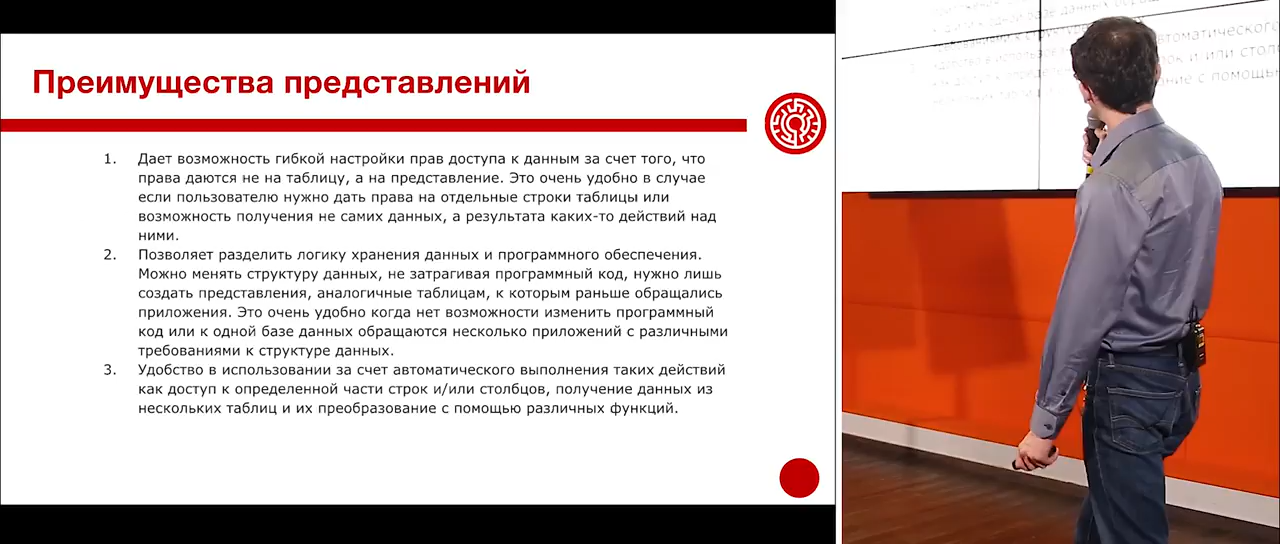 Преимущества представлений
1. Дает возможность гибкой настройки прав доступа к данным за счет того, что
права даются не на таблицу, а на представление. Это очень удобно в случае
если пользователю нужно дать права на отдельные строки таблицы или
возможность получения не самих данных, а результата каких-то действий над
ними.
2. Позволяет разделить логику хранения данных и программного обеспечения.
Можно менять структуру данных, не затрагивая программный код, нужно лишь
создать представления, аналогичные таблицам, к которым раньше обращались
приложения. Это очень удобно когда нет возможности изменить программный
код или к одной базе данных обращаются несколько приложений с различными
требованиями к структуре данных.
3. Удобство в использовании за счет автоматического выполнения таких действий
как доступ к определенной части строк и/или столбцов, получение данных из
нескольких таблиц и их преобразование с помощью различных функций.
к одной базе данных
автоматического
и или
с помощью